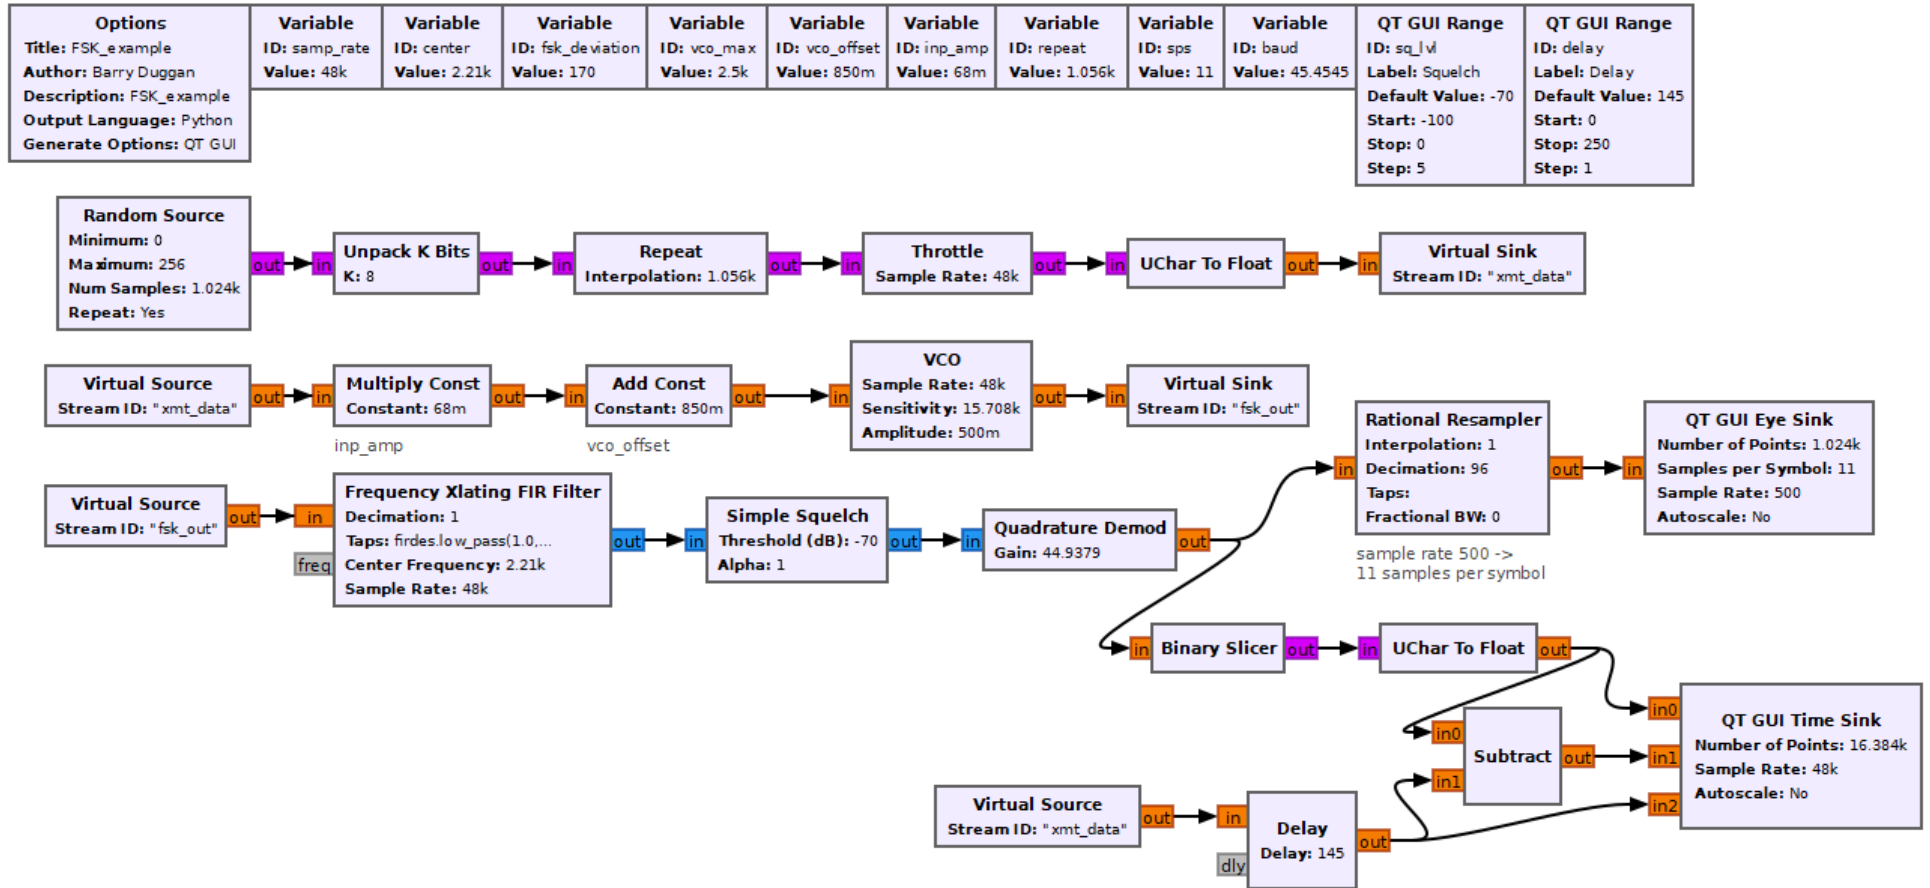 Options
Title: FSK_example
Author: Barry Duggan
Description: FSK_example
Output Language: Python
Generate Options: QT GUI
Variable
ID: samp_rate
Value: 48k
Variable
ID: center
Value: 2.21k
Variable
ID: fsk_deviation
Value: 170
Variable
ID: vco_max
Value: 2.5k
Variable
ID: vco_offset
Value: 850m
Variable
ID: inp_amp
Value: 68m
Variable
ID: repeat
Value: 1.056k
Variable
ID: sps
Value: 11
Variable
ID: baud
Value: 45.4545
QT GUI Range
ID: sq_lvl
Label: Squelch
Default Value: -70
Start: -100
Stop: 0
Step: 5
QT GUI Range
ID: delay
Label: Delay
Default Value: 145
Start: 0
Stop: 250
Step: 1
Random Source
Minimum: 0
Maximum: 256
Num Samples: 1.024k
Repeat: Yes
out
in
Unpack K Bits
K: 8
out
in
Repeat
Interpolation: 1.056k
out
in
Throttle
Sample Rate: 48k
out
in
UChar To Float
out
in
Virtual Sink
Stream ID: "xmt_data"
Virtual Source
Stream ID: "xmt_data"
out
in
Multiply Const
Constant: 68m
out
inp_amp
in
Add Const
Constant: 850m
out
vco_offset
in
VCO
Sample Rate: 48k
Sensitivity: 15.708k
Amplitude: 500m
out
in
Virtual Sink
Stream ID: "fsk_out"
Virtual Source
Stream ID: "fsk_out"
out
in
freq
Frequency Xlating FIR Filter
Decimation: 1
Taps: firdes.low_pass(1.0,...
Center Frequency: 2.21k
Sample Rate: 48k
out
in
Simple Squelch
Threshold (dB): -70
Alpha: 1
out
in
Quadrature Demod
Gain: 44.9379
out
in
Rational Resampler
Interpolation: 1
Decimation: 96
Taps:
Fractional BW: 0
out
sample rate 500 ->
11 samples per symbol
in
QT GUI Eye Sink
Number of Points: 1.024k
Samples per Symbol: 11
Sample Rate: 500
Autoscale: No
in
Binary Slicer
out
in
UChar To Float
out
in0
in1
Subtract
out
in0
in1
in2
QT GUI Time Sink
Number of Points: 16.384k
Sample Rate: 48k
Autoscale: No
Virtual Source
Stream ID: "xmt_data"
out
in
dly
Delay
Delay: 145
out